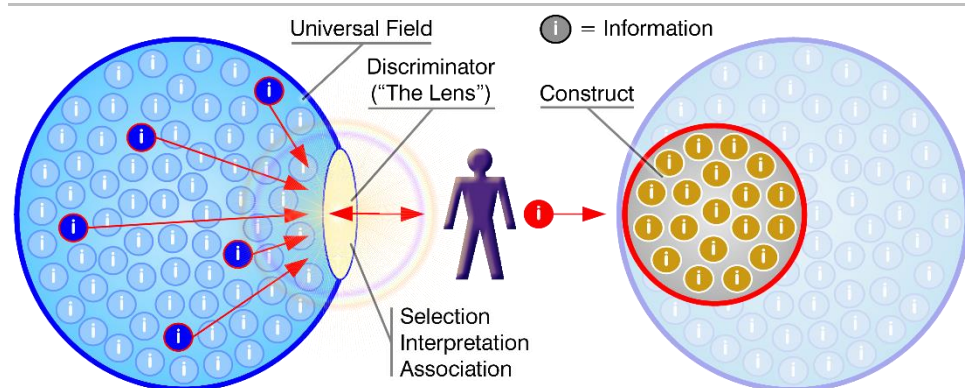 Universal Field
i = Information
Discriminator
("The Lens")
Construct
Selection
Interpretation
Association